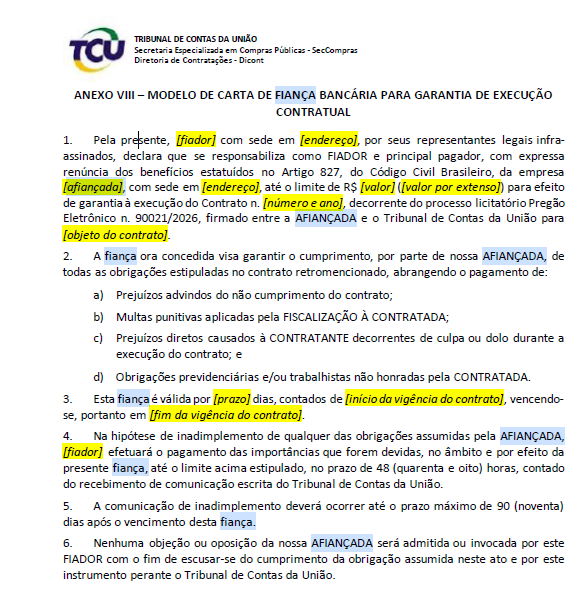 TCU
TRIBUNAL DE CONTAS DA UNIÃO
Secretaria Especializada em Compras Públicas - SecCompras
Diretoria de Contratações - Dicont
ANEXO VIII – MODELO DE CARTA DE FIANÇA BANCÁRIA PARA GARANTIA DE EXECUÇÃO
CONTRATUAL
1. Pela presente, [fiador] com sede em [endereço], por seus representantes legais infra-
assinados, declara que se responsabiliza como FIADOR e principal pagador, com expressa
renúncia dos benefícios estatuídos no Artigo 827, do Código Civil Brasileiro, da empresa
[afiançada], com sede em [endereço], até o limite de R$ [valor] ([valor por extenso]) para efeito
de garantia à execução do Contrato n. [número e ano], decorrente do processo licitatório Pregão
Eletrônico n. 90021/2026, firmado entre a AFIANÇADA e o Tribunal de Contas da União para
[objeto do contrato].
2. A fiança ora concedida visa garantir o cumprimento, por parte de nossa AFIANÇADA, de
todas as obrigações estipuladas no contrato retromencionado, abrangendo o pagamento de:
a) Prejuízos advindos do não cumprimento do contrato;
b) Multas punitivas aplicadas pela FISCALIZAÇÃO À CONTRATADA;
c) Prejuízos diretos causados à CONTRATANTE decorrentes de culpa ou dolo durante a
execução do contrato; e
d) Obrigações previdenciárias e/ou trabalhistas não honradas pela CONTRATADA.
3. Esta fiança é válida por [prazo] dias, contados de [início da vigência do contrato], vencendo-
se, portanto em [fim da vigência do contrato].
4. Na hipótese de inadimplemento de qualquer das obrigações assumidas pela AFIANÇADA,
[fiador] efetuará o pagamento das importâncias que forem devidas, no âmbito e por efeito da
presente fiança, até o limite acima estipulado, no prazo de 48 (quarenta e oito) horas, contado
do recebimento de comunicação escrita do Tribunal de Contas da União.
5. A comunicação de inadimplemento deverá ocorrer até o prazo máximo de 90 (noventa)
dias após o vencimento desta fiança.
6. Nenhuma objeção ou oposição da nossa AFIANÇADA será admitida ou invocada por este
FIADOR com o fim de escusar-se do cumprimento da obrigação assumida neste ato e por este
instrumento perante o Tribunal de Contas da União.